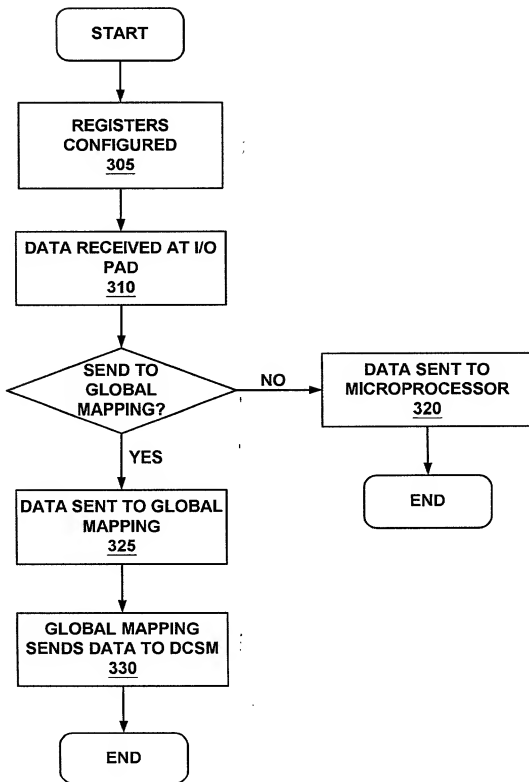 START
REGISTERS
CONFIGURED
305
DATA RECEIVED AT I/O
PAD
310
SEND TO
GLOBAL
MAPPING?
NO
DATA SENT TO
MICROPROCESSOR
320
END
YES
DATA SENT TO GLOBAL
MAPPING
325
GLOBAL MAPPING
SENDS DATA TO DCSM
330
END